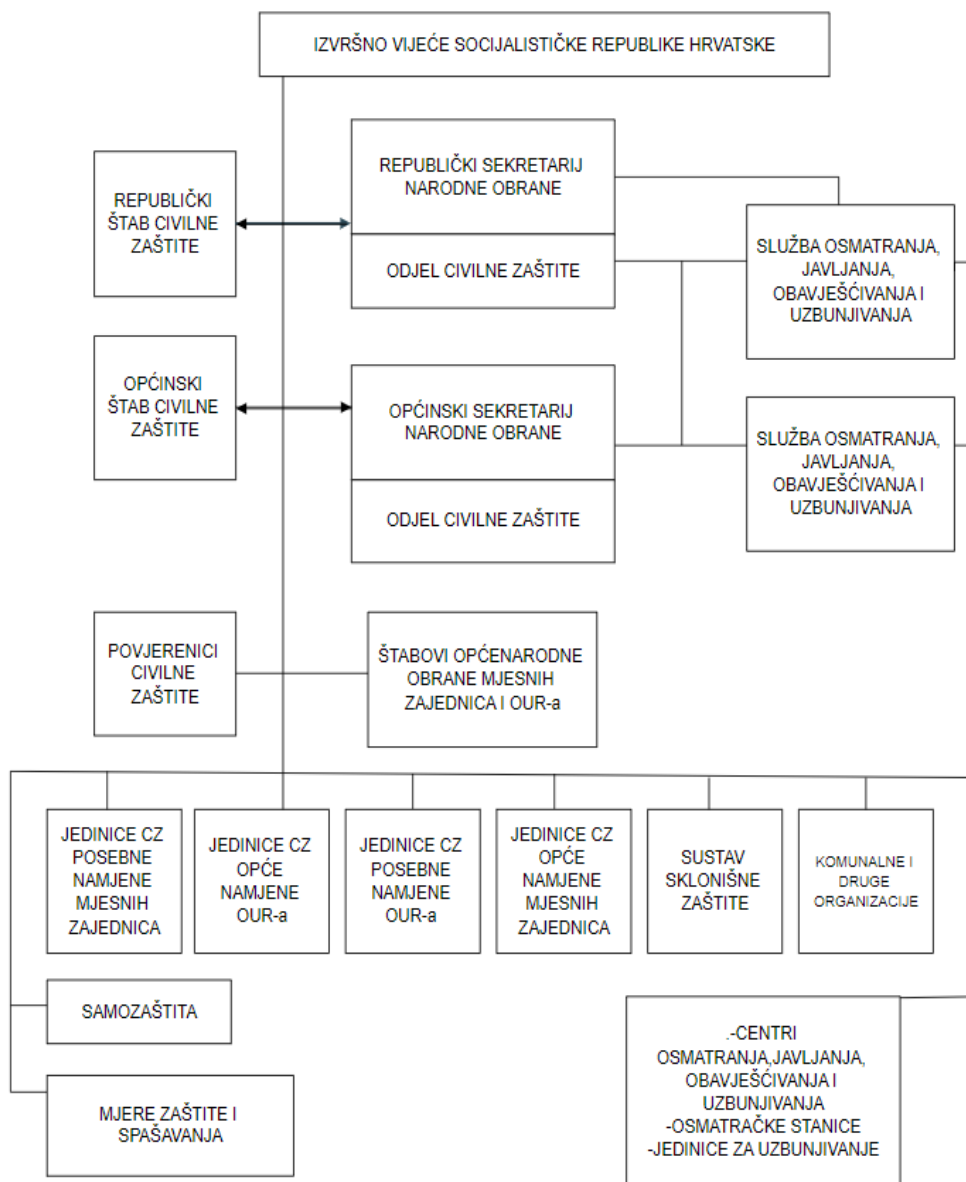 IZVRŠNO VIJEĆE SOCIJALISTIČKE REPUBLIKE HRVATSKE
REPUBLIČKI
ŠTAB CIVILNE
ZAŠTITE
REPUBLIČKI SEKRETARIJ
NARODNE OBRANE
ODJEL CIVILNE ZAŠTITE
SLUŽBA OSMATRANJA,
JAVLJANJA,
OBAVJEŠĆIVANJA I
UZBUNJIVANJA
OPĆINSKI
ŠTAB CIVILNE
ZAŠTITE
OPĆINSKI SEKRETARIJ
NARODNE OBRANE
ODJEL CIVILNE ZAŠTITE
SLUŽBA OSMATRANJA,
JAVLJANJA,
OBAVJEŠĆIVANJA I
UZBUNJIVANJA
POVJERENICI
CIVILNE
ZAŠTITE
ŠTABOVI OPĆENARODNE
OBRANE MJESNIH
ZAJEDNICA I OUR-a
JEDINICE CZ
POSEBNE
NAMJENE
MJESNIH
ZAJEDNICA
JEDINICE CZ
OPĆE
NAMJENE
OUR-a
JEDINICE CZ
POSEBNE
NAMJENE
OUR-a
JEDINICE CZ
OPĆE
NAMJENE
MJESNIH
ZAJEDNICA
SUSTAV
SKLONIŠNE
ZAŠTITE
KOMUNALNE I
DRUGE
ORGANIZACIJE
SAMOZAŠTITA
MJERE ZAŠTITE I
SPAŠAVANJA
.-CENTRI
OSMATRANJA,JAVLJANJA,
OBAVJEŠĆIVANJA I
UZBUNJIVANJA
-OSMATRAČKE STANICE
-JEDINICE ZA UZBUNJIVANJE